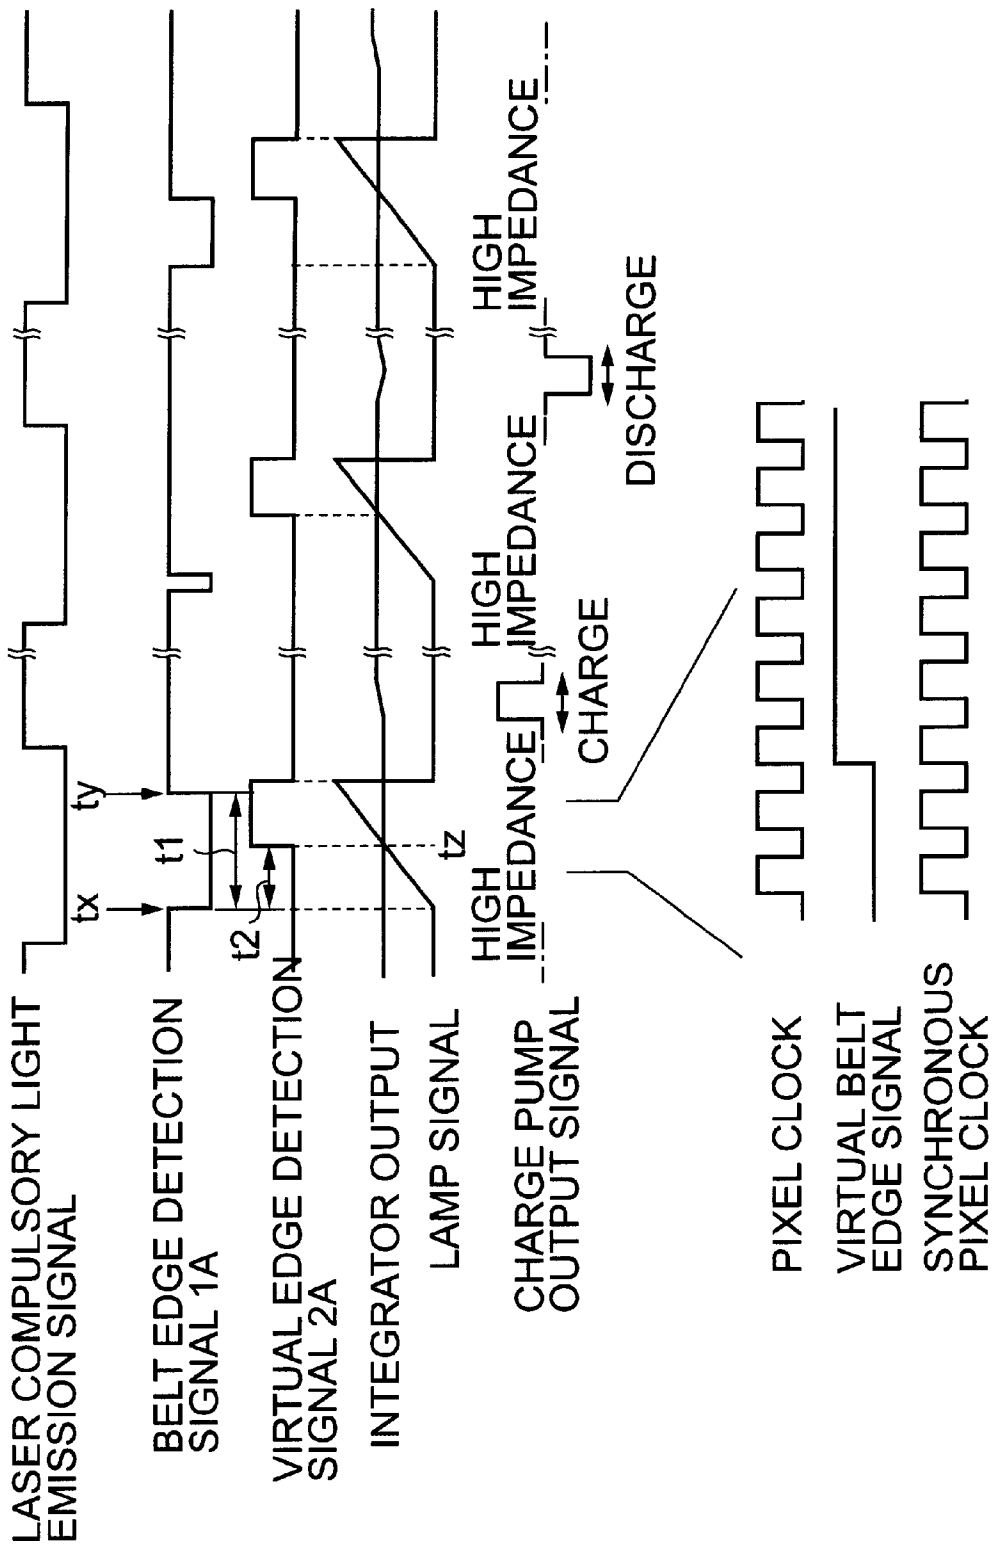 LASER COMPULSORY LIGHT
EMISSION SIGNAL
tx
ty
BELT EDGE DETECTION
SIGNAL 1A
t1
t2
VIRTUAL EDGE DETECTION
SIGNAL 2A
INTEGRATOR OUTPUT
LAMP SIGNAL
tz
CHARGE PUMP
OUTPUT SIGNAL
HIGH
IMPEDANCE
CHARGE
HIGH
IMPEDANCE
DISCHARGE
HIGH
IMPEDANCE
PIXEL CLOCK
VIRTUAL BELT
EDGE SIGNAL
SYNCHRONOUS
PIXEL CLOCK